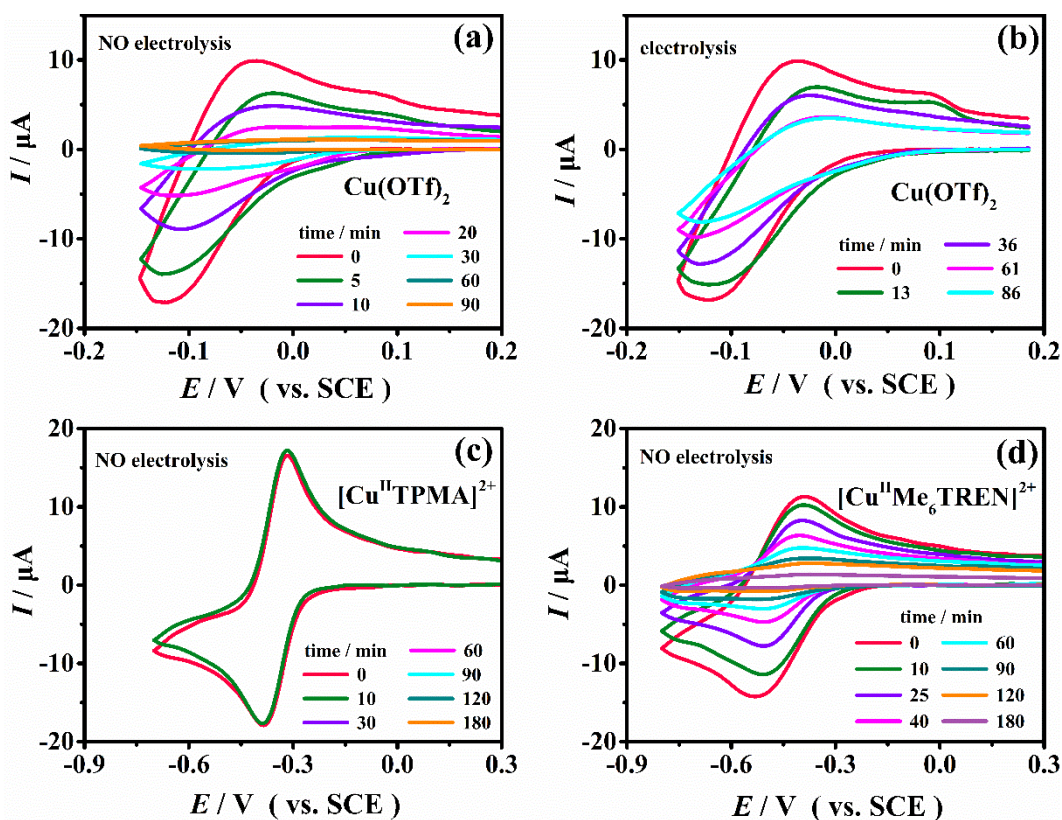 (a)
NO electrolysis
Cu(OTf)2
time / min
0
5
10
20
30
60
90
I / μA
10
0
-10
-20
-0.2
-0.1
0.0
0.1
0.2
E / V ( vs. SCE )
(b)
electrolysis
Cu(OTf)2
time / min
0
13
36
61
86
I / μA
10
0
-10
-20
-0.2
-0.1
0.0
0.1
0.2
E / V ( vs. SCE )
(c)
NO electrolysis
[CuIITPMA]2+
time / min
0
10
30
60
90
120
180
I / μA
20
10
0
-10
-20
-0.9
-0.6
-0.3
0.0
0.3
E / V ( vs. SCE )
(d)
NO electrolysis
[CuIIMe6TREN]2+
time / min
0
10
25
40
60
90
120
180
I / μA
20
10
0
-10
-20
-0.9
-0.6
-0.3
0.0
0.3
E / V ( vs. SCE )